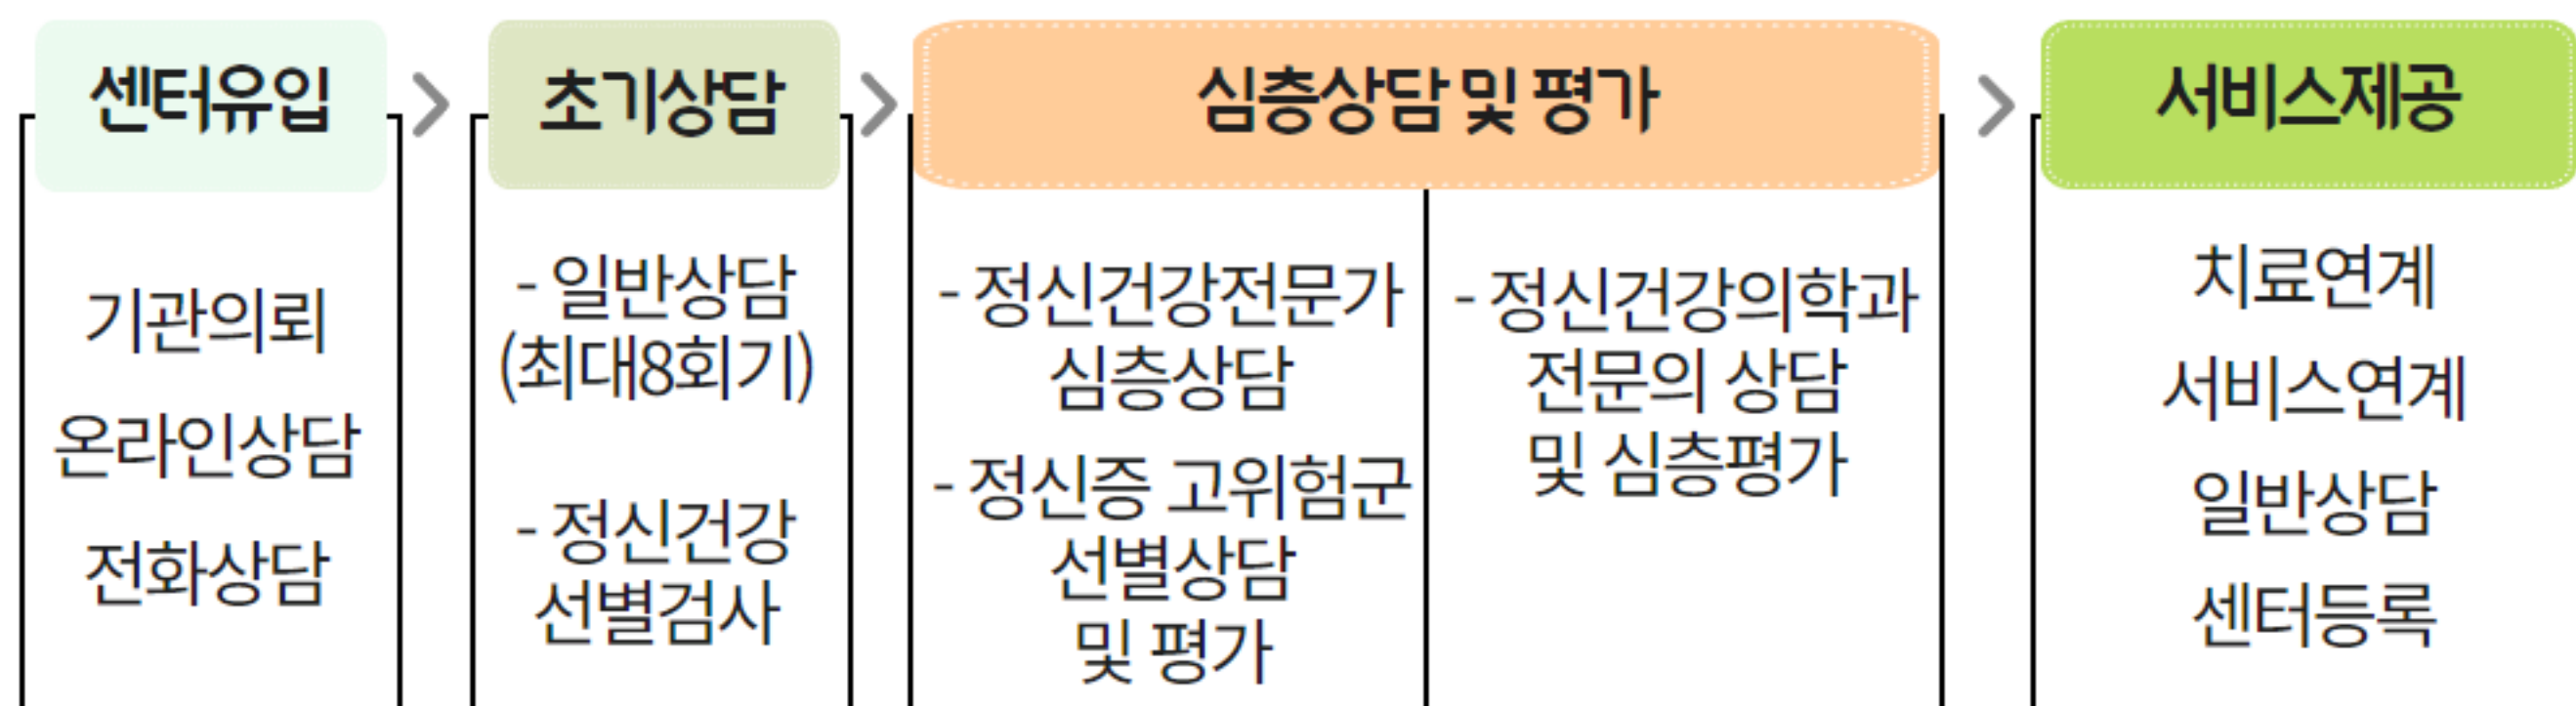 센터유입
기관의뢰
온라인상담
전화상담
초기상담
- 일반상담
(최대8회기)
- 정신건강
선별검사
심층상담 및 평가
- 정신건강전문가
심층상담
- 정신증 고위험군
선별상담
및 평가
- 정신건강의학과
전문의 상담
및 심층평가
서비스제공
치료연계
서비스연계
일반상담
센터등록